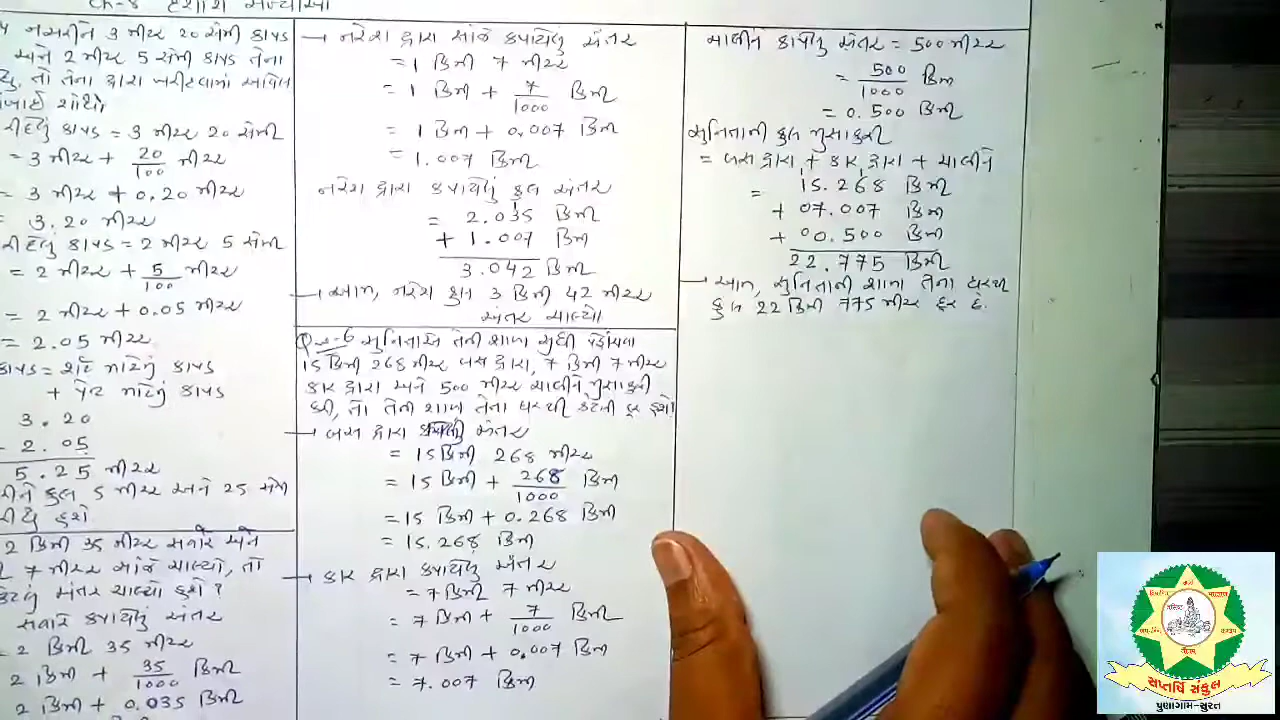 Ch-8 દશાંશ સંખ્યાઓ
નસરીને 3 મીટર 20 સેમી કાપડ
અને 2 મીટર 5 સેમી કાપડ તેના
તો તેના દ્વારા ખરીદવામાં આવેલ
લંબાઈ શોધો
કાપડ = 3 મીટર 20 સેમી
= 3 મીટર + 20/100 મીટર
= 3 મીટર + 0.20 મીટર
= 3.20 મીટર
કાપડ = 2 મીટર 5 સેમી
= 2 મીટર + 5/100 મીટર
= 2 મીટર + 0.05 મીટર
= 2.05 મીટર
કાપડ = શર્ટ માટેનું કાપડ
+ પેન્ટ માટેનું કાપડ
3.20
2.05
5.25 મીટર
કુલ 5 મીટર અને 25 સેમી
હશે
2 કિમી 35 મીટર સવારે અને
7 મીટર સાંજે ચાલ્યો, તો
કેટલું અંતર ચાલ્યો હશે?
સવારે કપાયેલું અંતર
= 2 કિમી 35 મીટર
2 કિમી + 35/1000 કિમી
2 કિમી + 0.035 કિમી
→ નરેશ દ્વારા સાંજે કપાયેલું અંતર
= 1 કિમી 7 મીટર
= 1 કિમી + 7/1000 કિમી
= 1 કિમી + 0.007 કિમી
= 1.007 કિમી
નરેશ દ્વારા કપાયેલું કુલ અંતર
= 2.035 કિમી
+ 1.007 કિમી
3.042 કિમી
→ આમ, નરેશ કુલ 3 કિમી 42 મીટર
અંતર ચાલ્યો
Que-6 સુનિતાએ તેની શાળા સુધી પહોંચવા
15 કિમી 268 મીટર બસ દ્વારા, 7 કિમી 7 મીટર
કાર દ્વારા અને 500 મીટર ચાલીને મુસાફરી
કરી, તો તેની શાળા તેના ઘરથી કેટલી દૂર હશે?
→ બસ દ્વારા અંતર
= 15 કિમી 268 મીટર
= 15 કિમી + 268/1000 કિમી
= 15 કિમી + 0.268 કિમી
= 15.268 કિમી
→ કાર દ્વારા કપાયેલું અંતર
= 7 કિમી 7 મીટર
= 7 કિમી + 7/1000 કિમી
= 7 કિમી + 0.007 કિમી
= 7.007 કિમી
ચાલીને કાપેલું અંતર = 500 મીટર
= 500/1000 કિમી
= 0.500 કિમી
સુનિતાની કુલ મુસાફરી
= બસ દ્વારા + કાર દ્વારા + ચાલીને
= 15.268 કિમી
+ 07.007 કિમી
+ 00.500 કિમી
22.775 કિમી
→ આમ, સુનિતાની શાળા તેના ઘરથી
કુલ 22 કિમી 775 મીટર દૂર છે.
સપ્તર્ષિ સંકુલ
પુણાગામ-સુરત